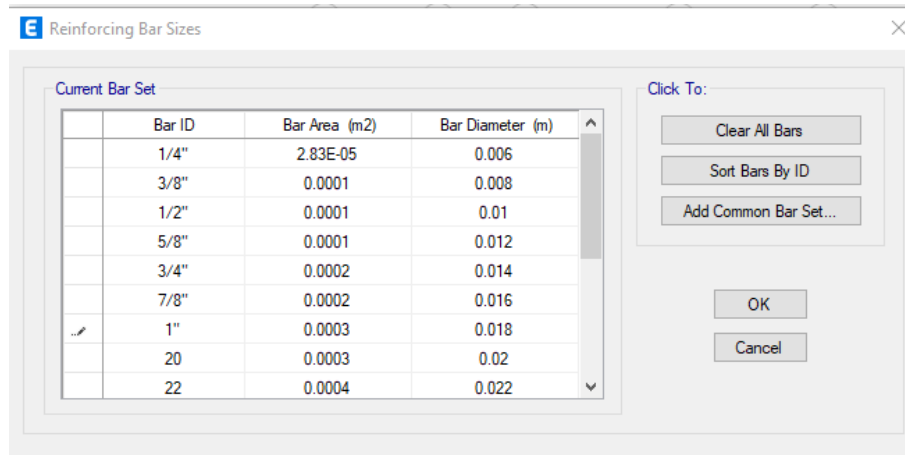 E Reinforcing Bar Sizes
Current Bar Set
Click To:
Bar ID Bar Area (m2) Bar Diameter (m)
1/4" 2.83E-05 0.006
3/8" 0.0001 0.008
1/2" 0.0001 0.01
5/8" 0.0001 0.012
3/4" 0.0002 0.014
7/8" 0.0002 0.016
1" 0.0003 0.018
20 0.0003 0.02
22 0.0004 0.022
Clear All Bars
Sort Bars By ID
Add Common Bar Set...
OK
Cancel